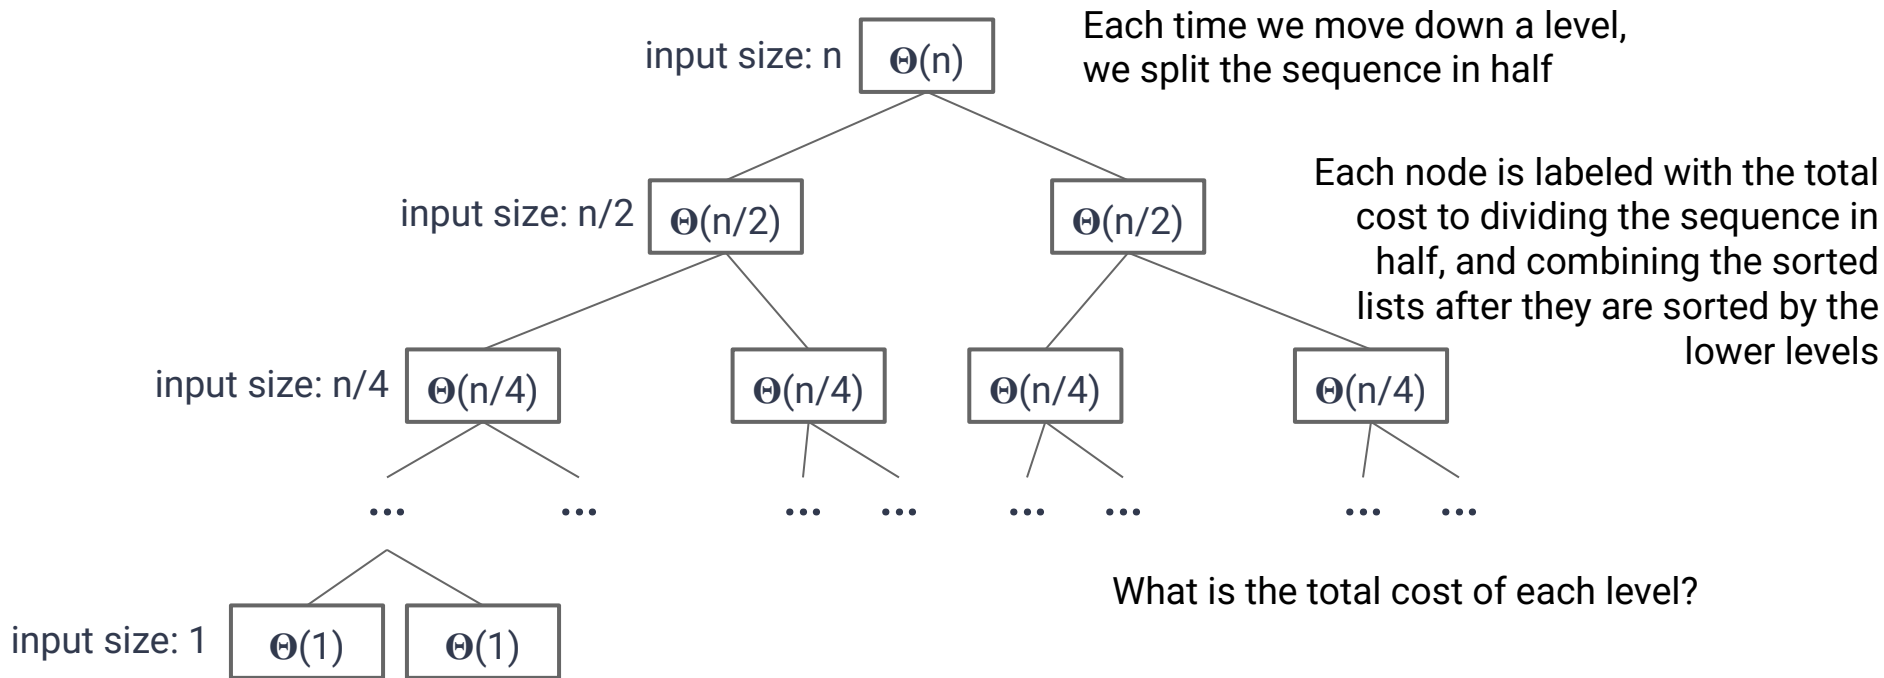 input size: n
Θ(n)
Each time we move down a level,
we split the sequence in half
input size: n/2
Θ(n/2)
Θ(n/2)
Each node is labeled with the total
cost to dividing the sequence in
half, and combining the sorted
lists after they are sorted by the
lower levels
input size: n/4
Θ(n/4)
Θ(n/4)
Θ(n/4)
Θ(n/4)
... ... ... ... ... ... ... ...
What is the total cost of each level?
input size: 1
Θ(1)
Θ(1)